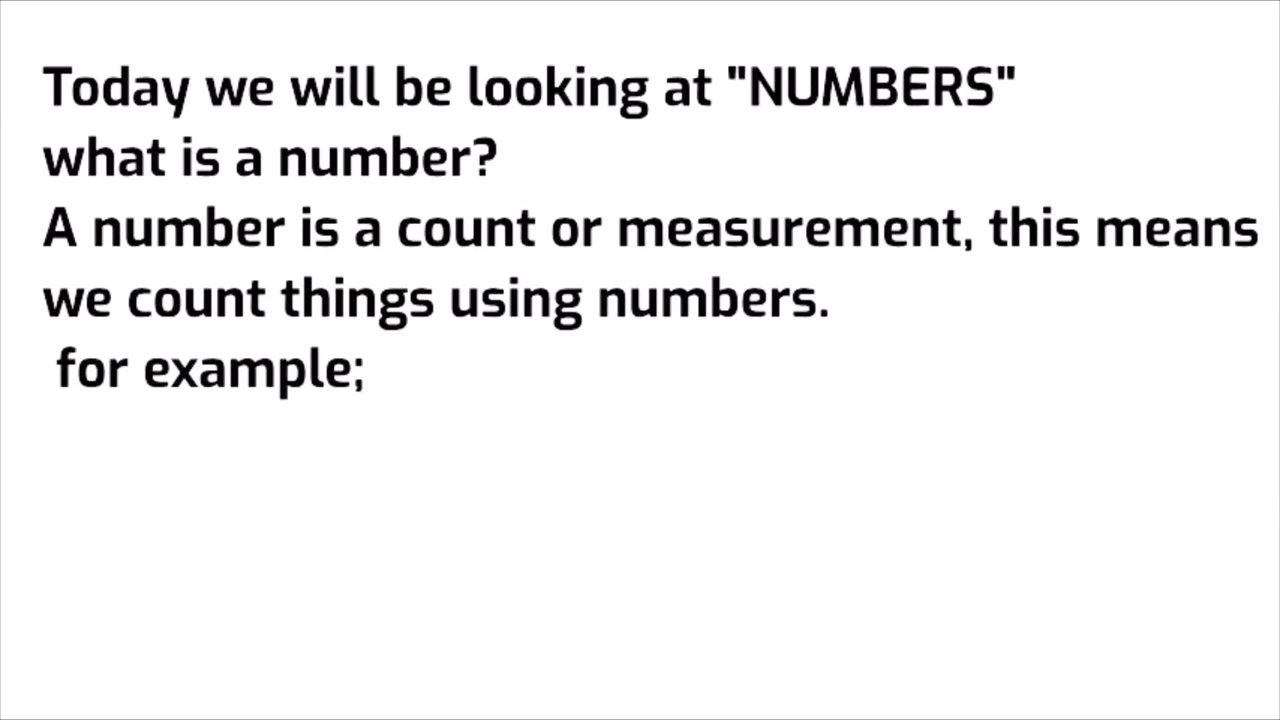 Today we will be looking at "NUMBERS"
what is a number?
A number is a count or measurement, this means
we count things using numbers.
for example;